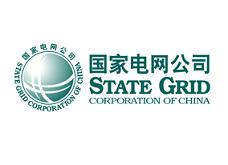 国家电网公司
STATE GRID CORPORATION OF CHINA
国家电网公司
STATE GRID
CORPORATION OF CHINA